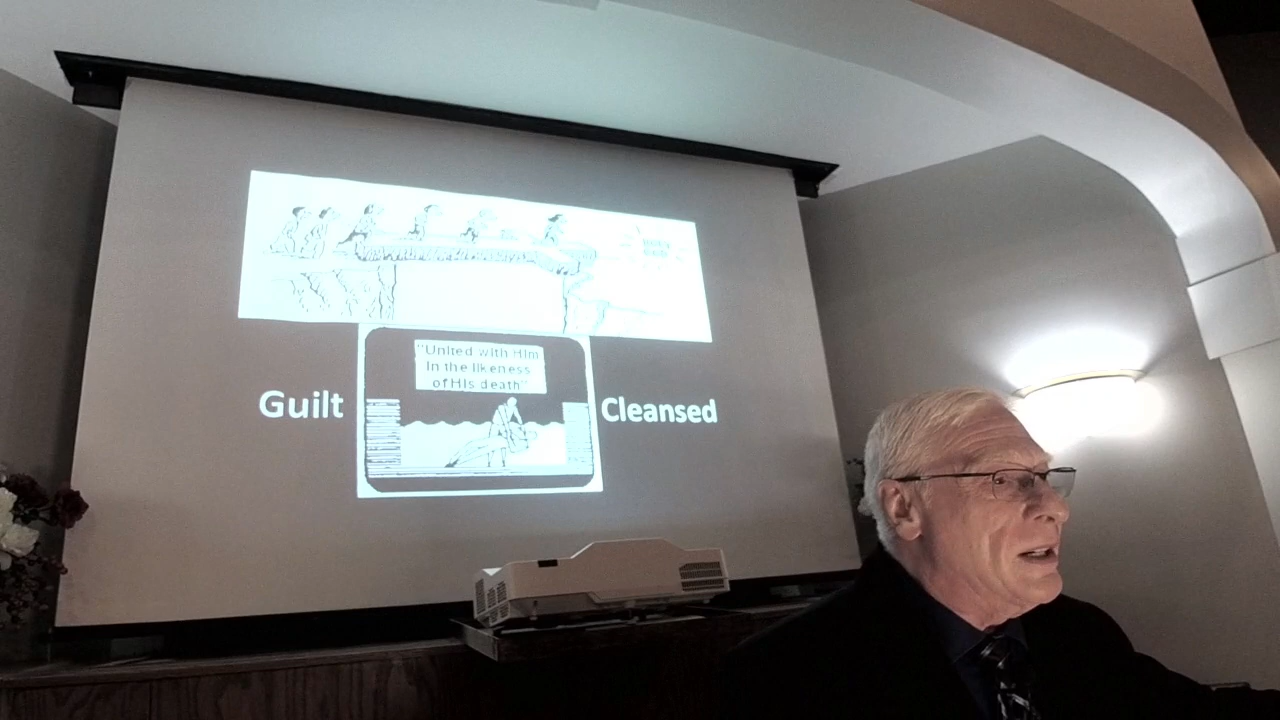 "United with Him
in the likeness
of His death"
Guilt
Cleansed